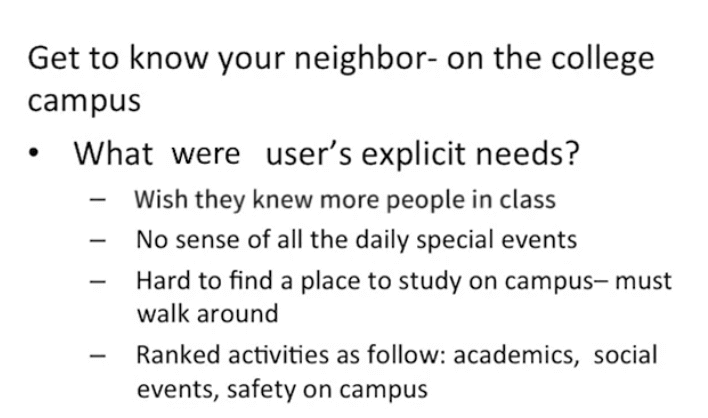 Get to know your neighbor- on the college
campus
• What were user's explicit needs?
– Wish they knew more people in class
– No sense of all the daily special events
– Hard to find a place to study on campus– must
walk around
– Ranked activities as follow: academics, social
events, safety on campus